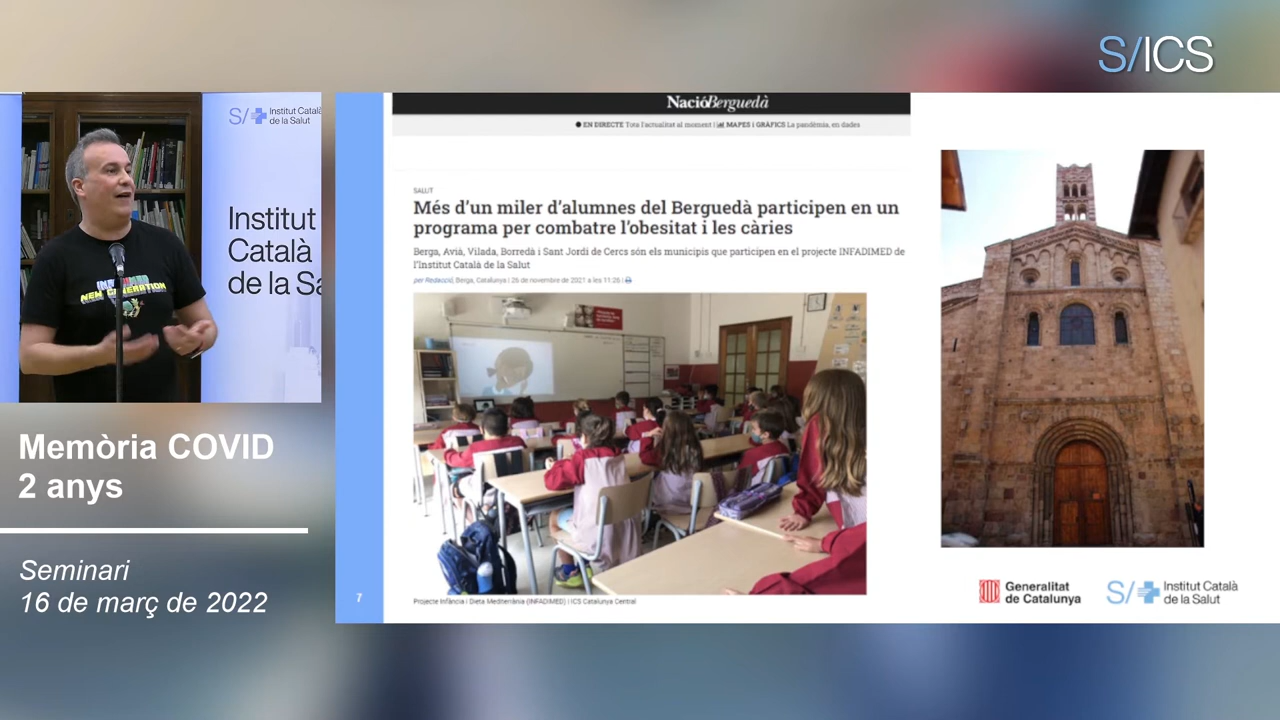 S/ICS
S/ Institut Català
de la Salut
Institut
Català
de la Sa
NEW GENERATION
Memòria COVID
2 anys
Seminari
16 de març de 2022
NacióBerguedà
EN DIRECTE Tota l'actualitat al moment | MAPES i GRÀFICS La pandèmia, en dades
SALUT
Més d'un miler d'alumnes del Berguedà participen en un
programa per combatre l'obesitat i les càries
Berga, Avià, Vilada, Borredà i Sant Jordi de Cercs són els municipis que participen en el projecte INFADIMED de
l'Institut Català de la Salut
per Redacció, Berga, Catalunya | 26 de novembre de 2021 a les 11:26 |
Projecte Infància i Dieta Mediterrània (INFADIMED) | ICS Catalunya Central
7
Generalitat
de Catalunya
S/ Institut Català
de la Salut